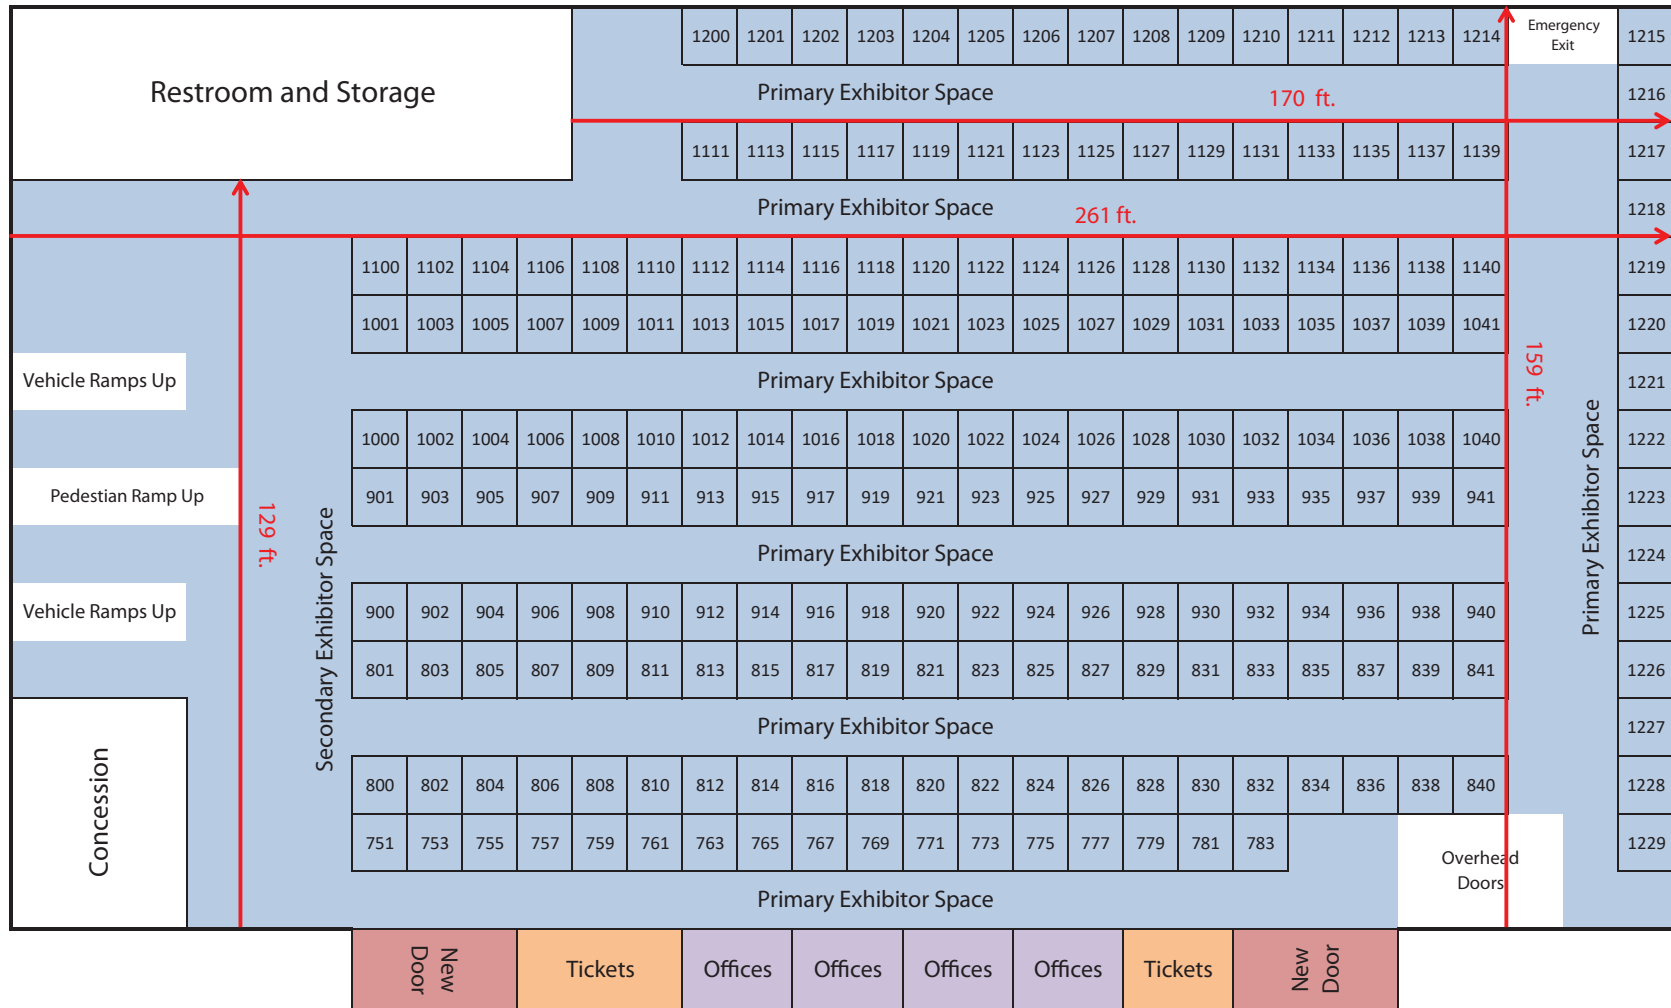 1200 1201 1202 1203 1204 1205 1206 1207 1208 1209 1210 1211 1212 1213 1214 Emergency 1215
Exit
Restroom and Storage Primary Exhibitor Space 170 ft. 1216
1111 1113 1115 1117 1119 1121 1123 1125 1127 1129 1131 1133 1135 1137 1139 1217
Primary Exhibitor Space 261 ft. 1218
1100 1102 1104 1106 1108 1110 1112 1114 1116 1118 1120 1122 1124 1126 1128 1130 1132 1134 1136 1138 1140 1219
1001 1003 1005 1007 1009 1011 1013 1015 1017 1019 1021 1023 1025 1027 1029 1031 1033 1035 1037 1039 1041 1220
Vehicle Ramps Up Primary Exhibitor Space 159 ft. 1221
1000 1002 1004 1006 1008 1010 1012 1014 1016 1018 1020 1022 1024 1026 1028 1030 1032 1034 1036 1038 1040 1222
Pedestian Ramp Up 901 903 905 907 909 911 913 915 917 919 921 923 925 927 929 931 933 935 937 939 941 Primary Exhibitor Space 1223
129 ft. Primary Exhibitor Space 1224
Vehicle Ramps Up 900 902 904 906 908 910 912 914 916 918 920 922 924 926 928 930 932 934 936 938 940 1225
Secondary Exhibitor Space 801 803 805 807 809 811 813 815 817 819 821 823 825 827 829 831 833 835 837 839 841 1226
Primary Exhibitor Space 1227
Concession 800 802 804 806 808 810 812 814 816 818 820 822 824 826 828 830 832 834 836 838 840 1228
751 753 755 757 759 761 763 765 767 769 771 773 775 777 779 781 783 Overhead 1229
Doors
Primary Exhibitor Space
New Door Tickets Offices Offices Offices Offices Tickets New Door